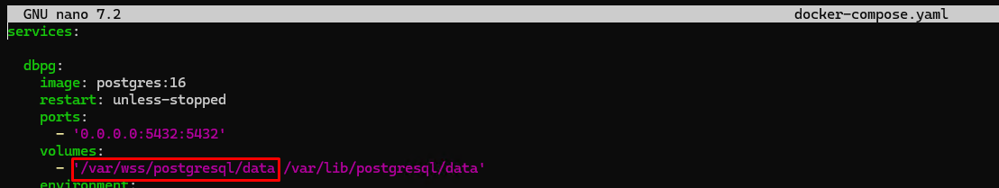 GNU nano 7.2 docker-compose.yaml
services:
dbpg:
image: postgres:16
restart: unless-stopped
ports:
- '0.0.0.0:5432:5432'
volumes:
- '/var/wss/postgresql/data /var/lib/postgresql/data'
environment: